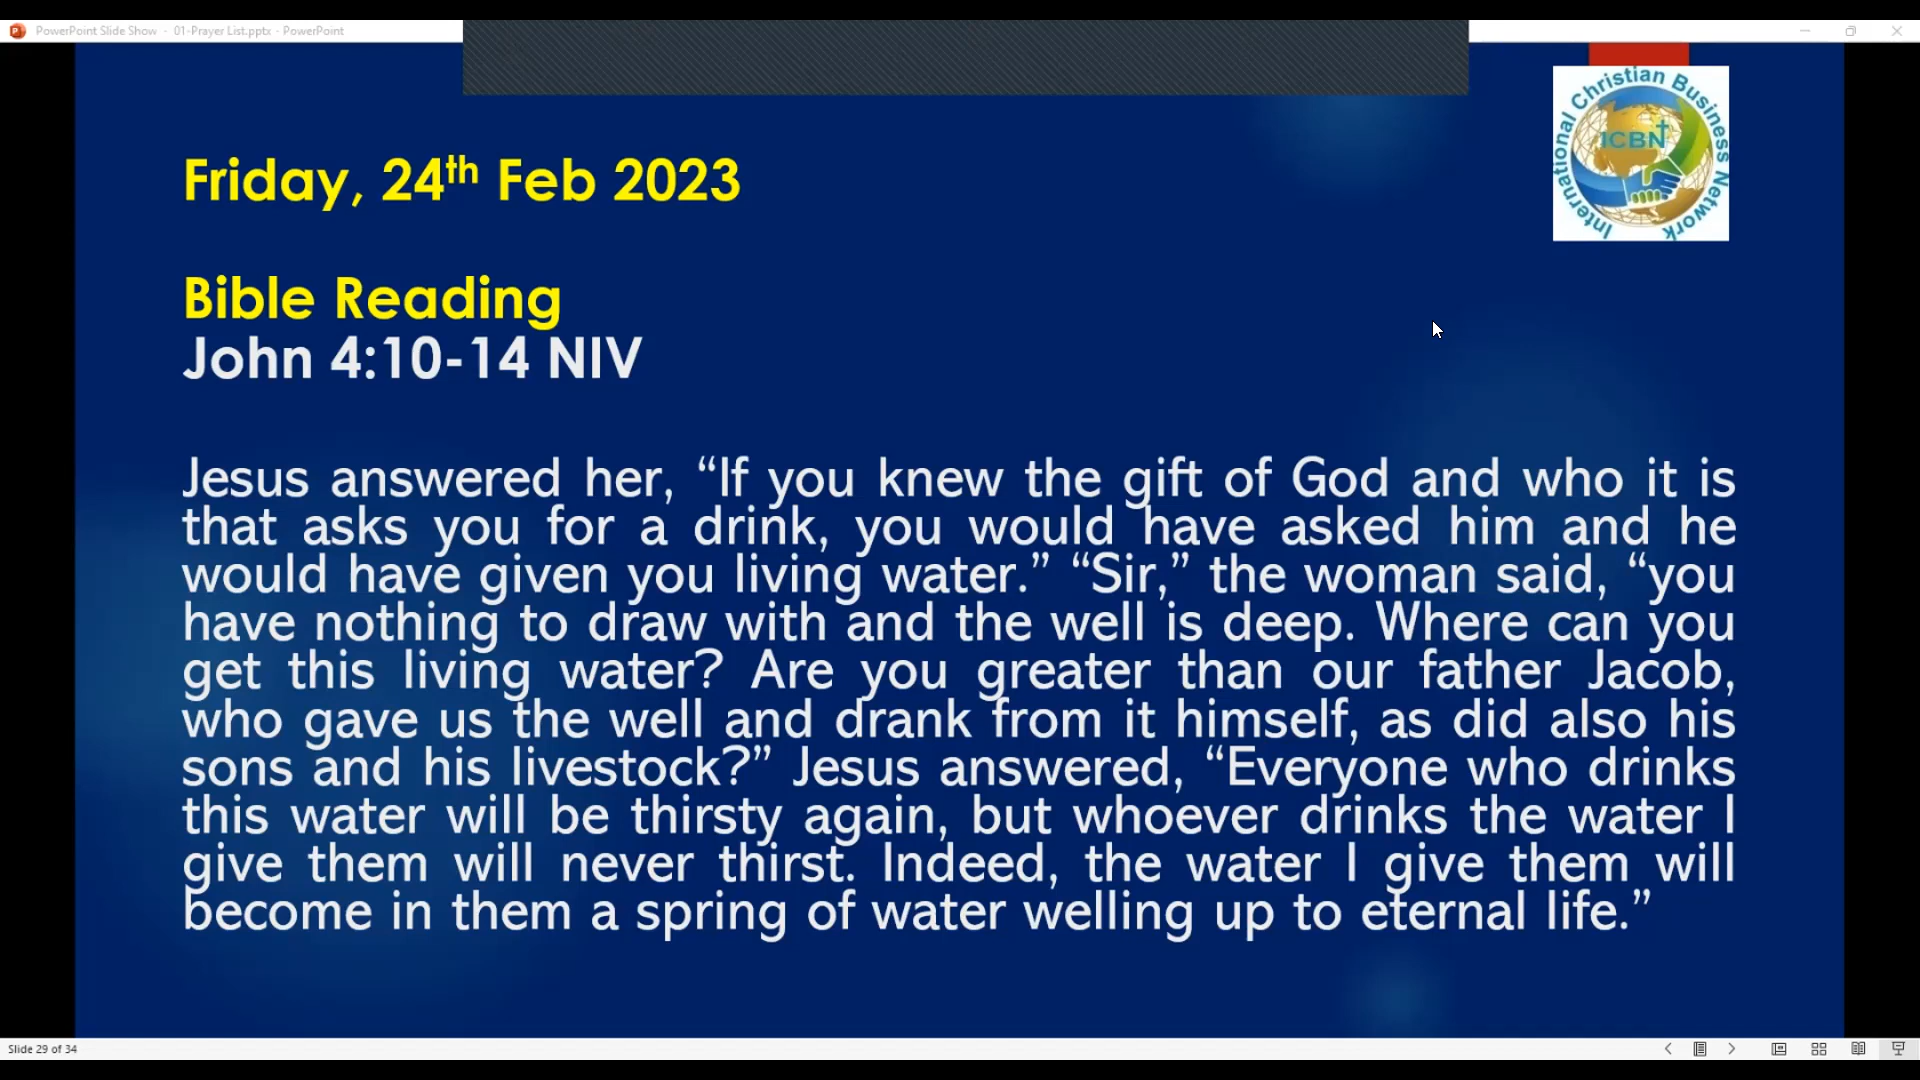 PowerPoint Slide Show - 01-Prayer List.pptx - PowerPoint
International Christian Business Network
ICBN
Friday, 24th Feb 2023
Bible Reading
John 4:10-14 NIV
Jesus answered her, “If you knew the gift of God and who it is
that asks you for a drink, you would have asked him and he
would have given you living water.” “Sir,” the woman said, “you
have nothing to draw with and the well is deep. Where can you
get this living water? Are you greater than our father Jacob,
who gave us the well and drank from it himself, as did also his
sons and his livestock?” Jesus answered, “Everyone who drinks
this water will be thirsty again, but whoever drinks the water I
give them will never thirst. Indeed, the water I give them will
become in them a spring of water welling up to eternal life.”
Slide 29 of 34